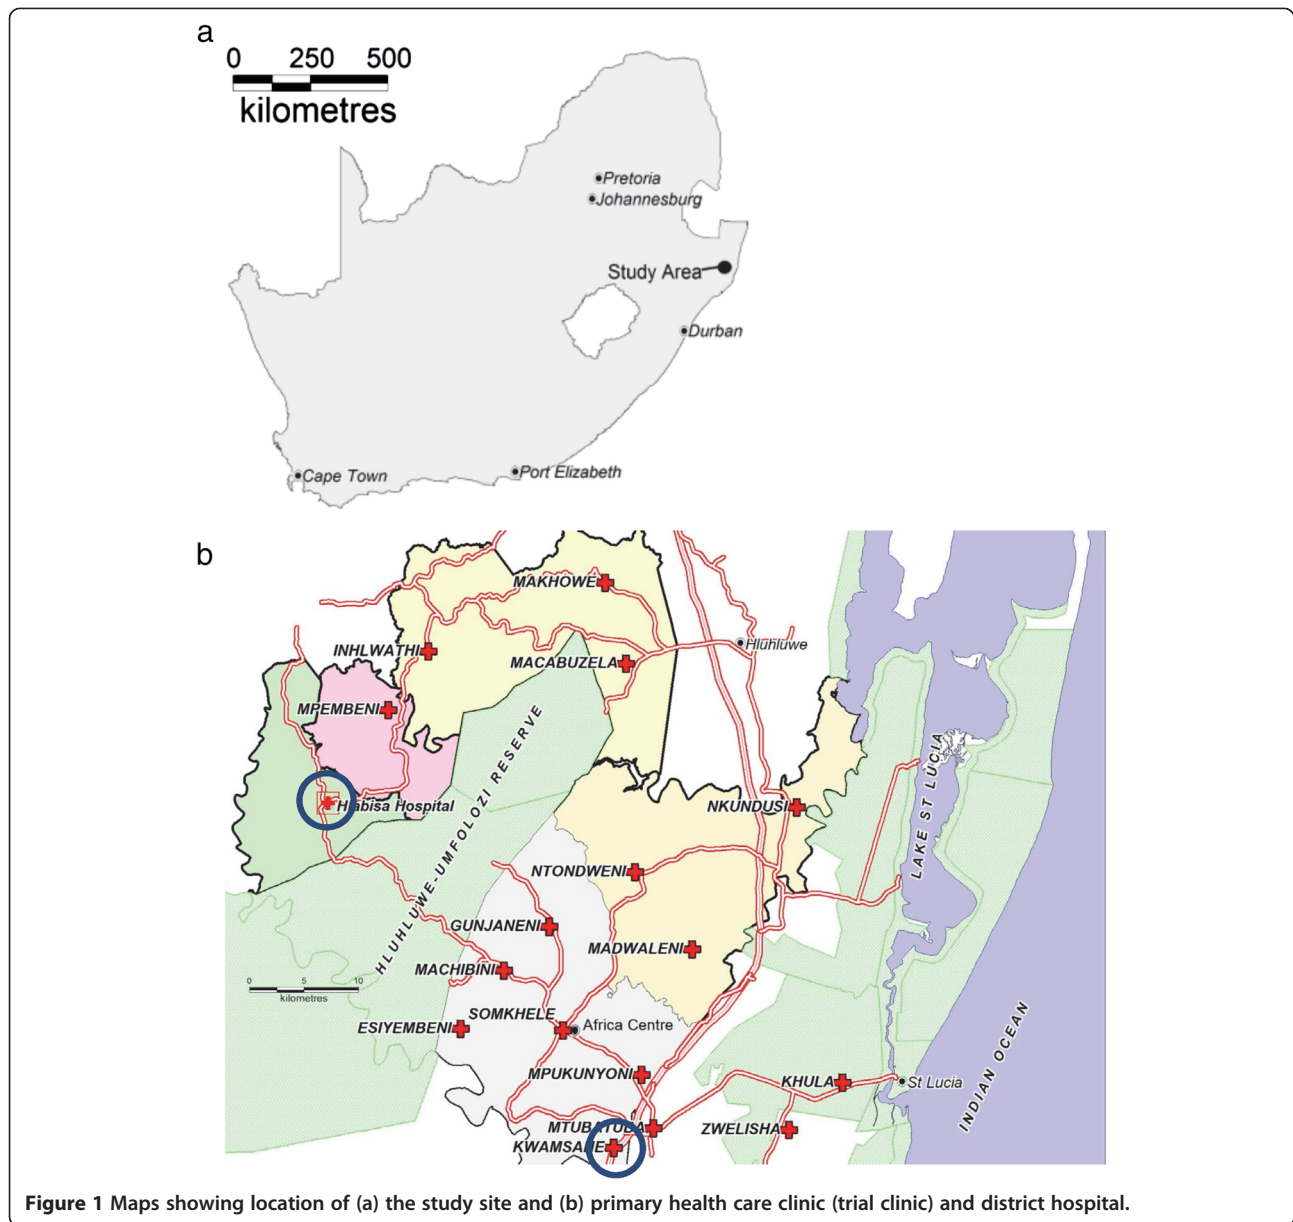 a
0 250 500
kilometres
Pretoria
Johannesburg
Study Area
Durban
Cape Town
Port Elizabeth
b
MAKHOWE
INHLWATHI
MACABUZELA
Hluhluwe
MPEMBENI
HLUHLUWE-UMFOLOZI RESERVE
Hlabisa Hospital
NKUNDUSI
LAKE ST LUCIA
NTONDWENI
GUNJANENI
MADWALENI
MACHIBINI
0 5 10
kilometres
SOMKHELE
ESIYEMBENI
Africa Centre
MPUKUNYONI
KHULA
St Lucia
INDIAN OCEAN
MTUBATUBA
ZWELISHA
KWAMSANE
Figure 1 Maps showing location of (a) the study site and (b) primary health care clinic (trial clinic) and district hospital.